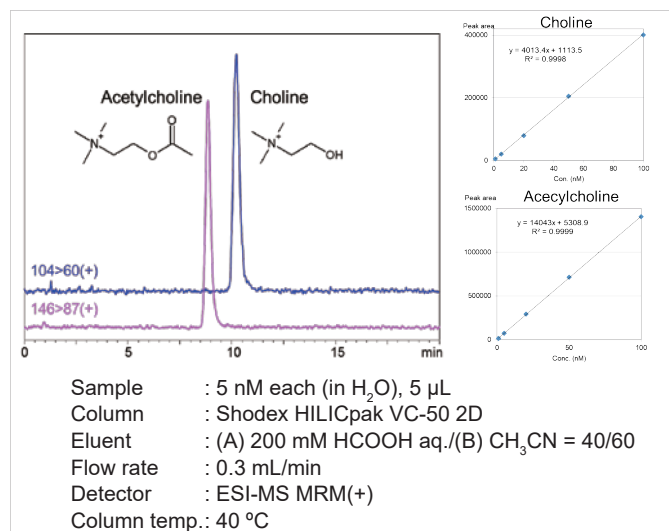 Acetylcholine
Choline
N+
O
O
N+
OH
104>60(+)
146>87(+)
0 5 10 15 min
Choline
Peak area
400000
y = 4013.4x + 1113.5
R² = 0.9998
200000
0
0 20 40 60 80 100
Conc. (nM)
Acecylcholine
Peak area
1500000
y = 14043x + 5308.9
R² = 0.9999
1000000
500000
0
0 50 100
Conc. (nM)
Sample : 5 nM each (in H₂O), 5 µL
Column : Shodex HILICpak VC-50 2D
Eluent : (A) 200 mM HCOOH aq./(B) CH₃CN = 40/60
Flow rate : 0.3 mL/min
Detector : ESI-MS MRM(+)
Column temp.: 40 ºC